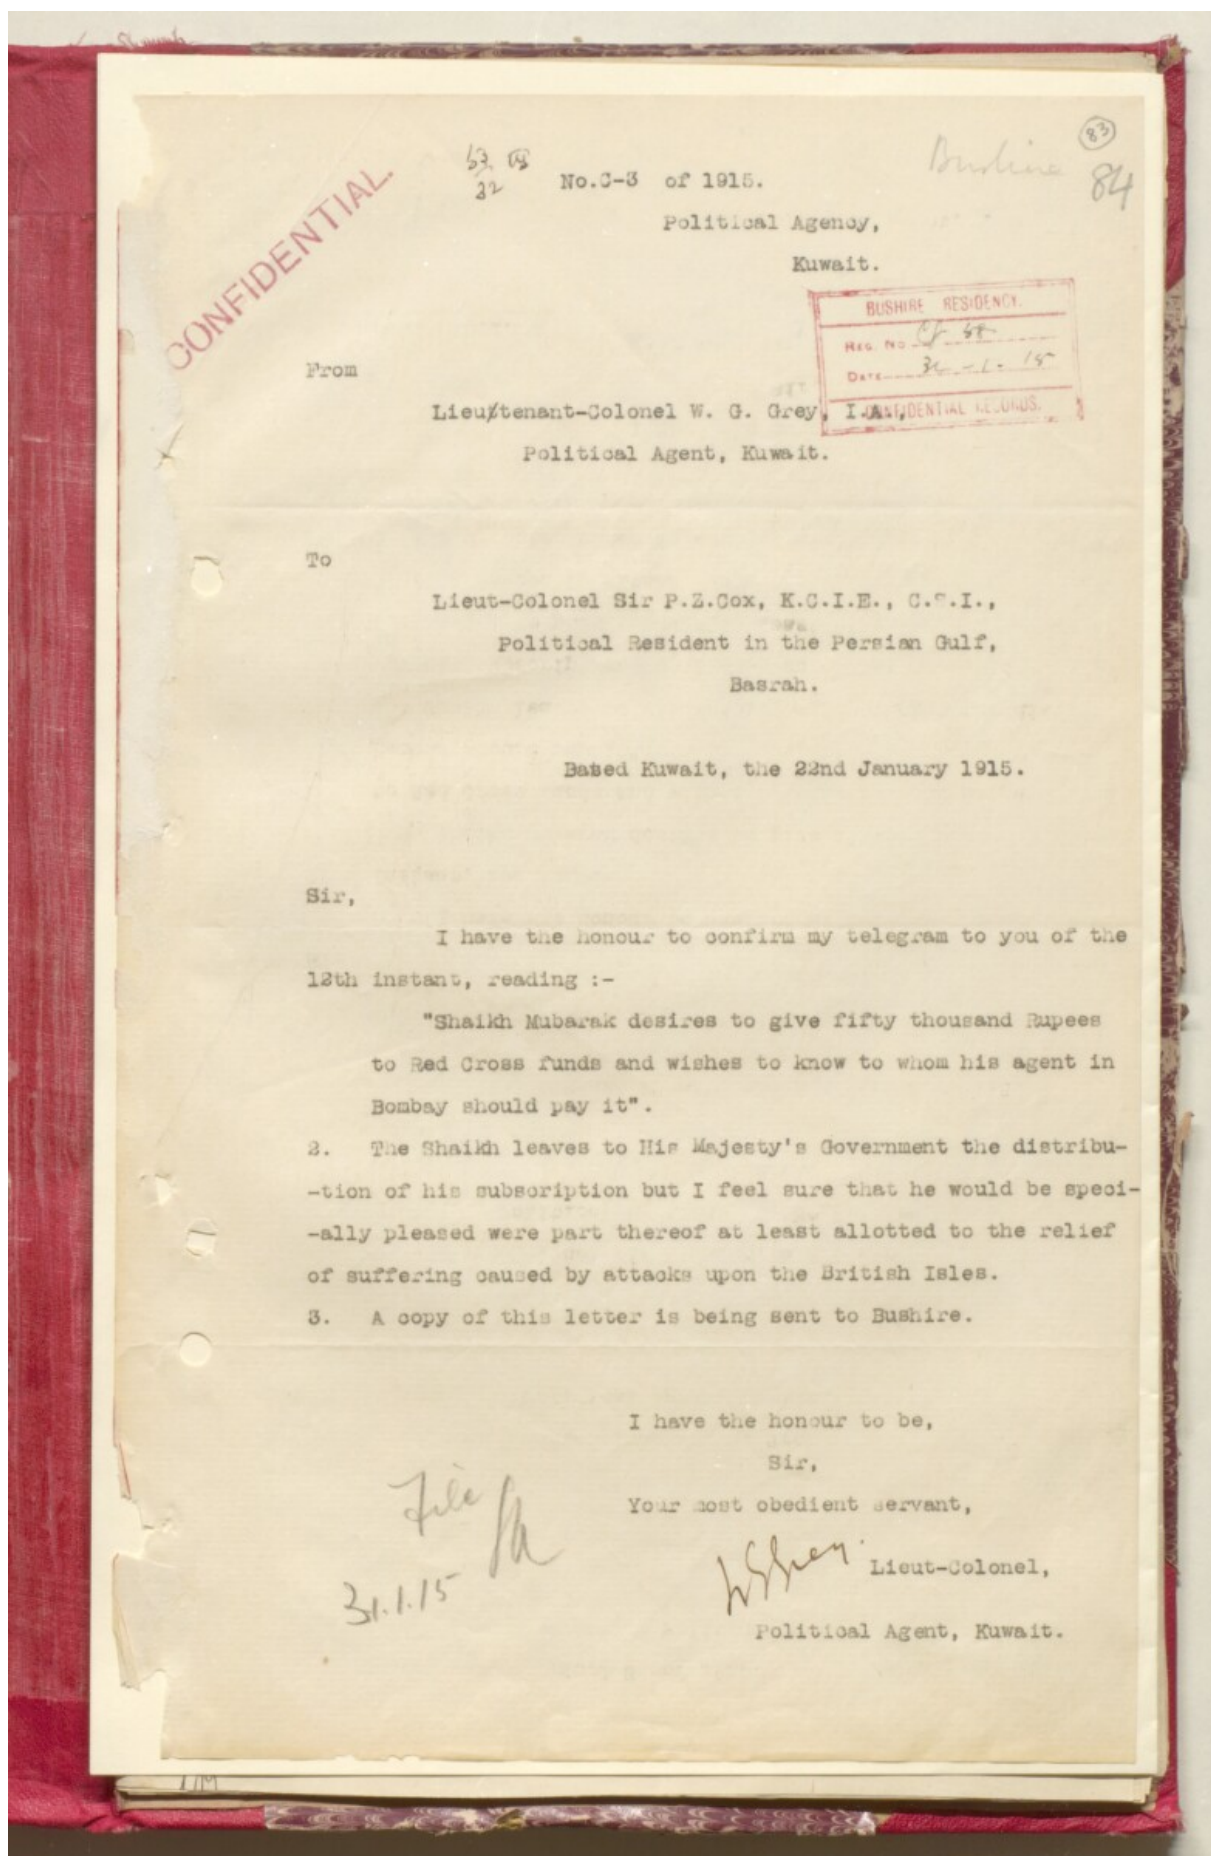 83
Bushire
84
53
32
No.C-3 of 1915.
CONFIDENTIAL.
Political Agency,
Kuwait.
BUSHIRE RESIDENCY.
REG. No
DATE 30-1-15
CONFIDENTIAL RECORDS.
From
Lieutenant-Colonel W. G. Grey, I.A.,
Political Agent, Kuwait.
To
Lieut-Colonel Sir P.Z.Cox, K.C.I.E., C.S.I.,
Political Resident in the Persian Gulf,
Basrah.
Dated Kuwait, the 22nd January 1915.
Sir,
I have the honour to confirm my telegram to you of the
12th instant, reading :-
"Shaikh Mubarak desires to give fifty thousand Rupees
to Red Cross funds and wishes to know to whom his agent in
Bombay should pay it".
2. The Shaikh leaves to His Majesty's Government the distribu-
-tion of his subscription but I feel sure that he would be speci-
-ally pleased were part thereof at least allotted to the relief
of suffering caused by attacks upon the British Isles.
3. A copy of this letter is being sent to Bushire.
I have the honour to be,
Sir,
Your most obedient servant,
File
WGGrey.
Lieut-Colonel,
31.1.15
Political Agent, Kuwait.